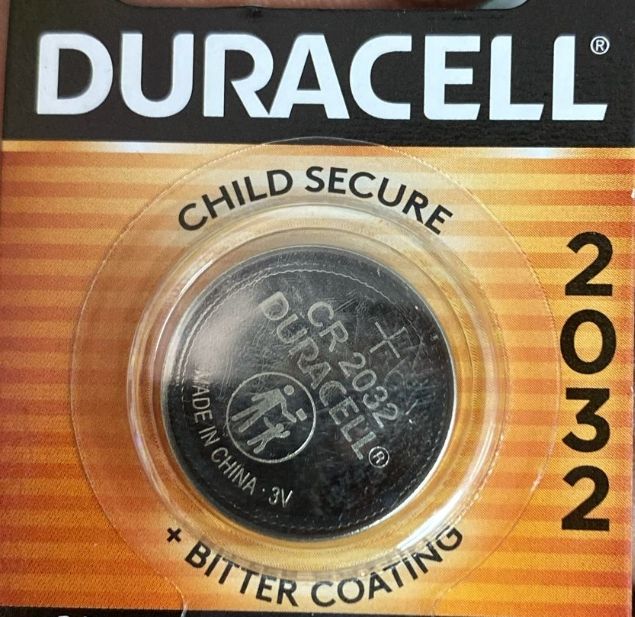 DURACELL®
CHILD SECURE
+
CR 2032
DURACELL®
MADE IN CHINA · 3V
+ BITTER COATING
2032